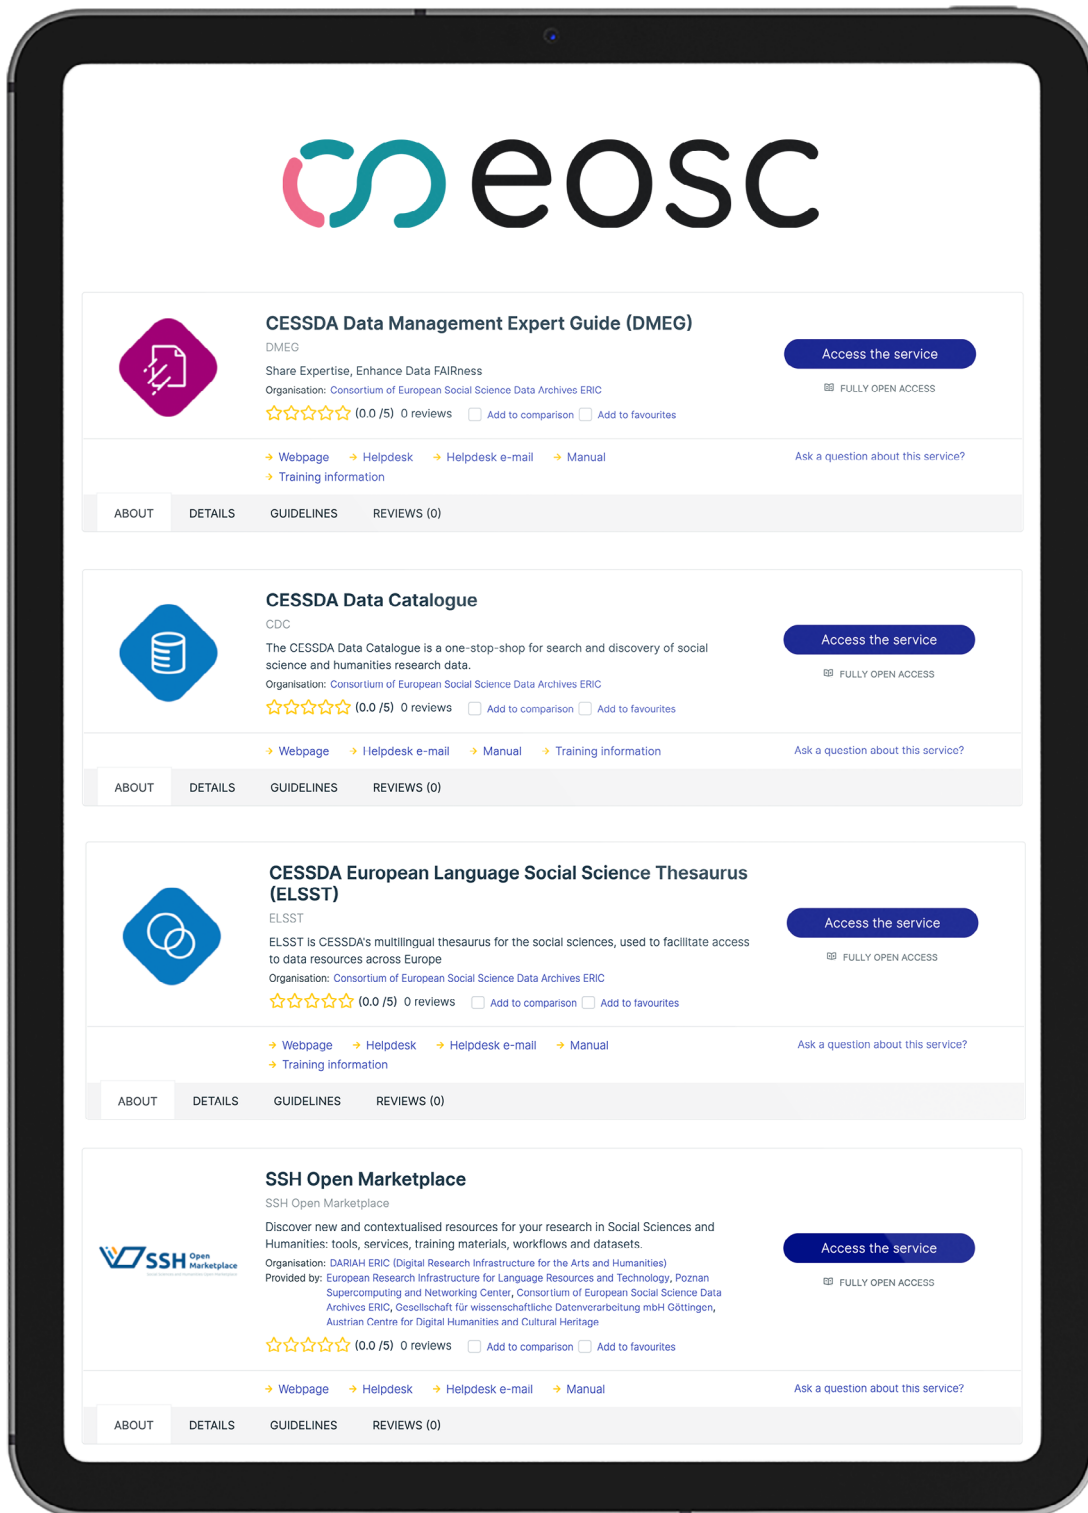 eosc
CESSDA Data Management Expert Guide (DMEG)
DMEG
Share Expertise, Enhance Data FAIRness
Organisation: Consortium of European Social Science Data Archives ERIC
(0.0 /5) 0 reviews Add to comparison Add to favourites
Access the service
FULLY OPEN ACCESS
→ Webpage → Helpdesk → Helpdesk e-mail → Manual
→ Training information
Ask a question about this service?
ABOUT DETAILS GUIDELINES REVIEWS (0)
CESSDA Data Catalogue
CDC
The CESSDA Data Catalogue is a one-stop-shop for search and discovery of social
science and humanities research data.
Organisation: Consortium of European Social Science Data Archives ERIC
(0.0 /5) 0 reviews Add to comparison Add to favourites
Access the service
FULLY OPEN ACCESS
→ Webpage → Helpdesk e-mail → Manual → Training information
Ask a question about this service?
ABOUT DETAILS GUIDELINES REVIEWS (0)
CESSDA European Language Social Science Thesaurus
(ELSST)
ELSST
ELSST is CESSDA's multilingual thesaurus for the social sciences, used to facilitate access
to data resources across Europe
Organisation: Consortium of European Social Science Data Archives ERIC
(0.0 /5) 0 reviews Add to comparison Add to favourites
Access the service
FULLY OPEN ACCESS
→ Webpage → Helpdesk → Helpdesk e-mail → Manual
→ Training information
Ask a question about this service?
ABOUT DETAILS GUIDELINES REVIEWS (0)
SSH Open
Marketplace
SSH Open Marketplace
SSH Open Marketplace
Discover new and contextualised resources for your research in Social Sciences and
Humanities: tools, services, training materials, workflows and datasets.
Organisation: DARIAH ERIC (Digital Research Infrastructure for the Arts and Humanities)
Provided by: European Research Infrastructure for Language Resources and Technology, Poznan
Supercomputing and Networking Center, Consortium of European Social Science Data
Archives ERIC, Gesellschaft für wissenschaftliche Datenverarbeitung mbH Göttingen,
Austrian Centre for Digital Humanities and Cultural Heritage
(0.0 /5) 0 reviews Add to comparison Add to favourites
Access the service
FULLY OPEN ACCESS
→ Webpage → Helpdesk → Helpdesk e-mail → Manual
Ask a question about this service?
ABOUT DETAILS GUIDELINES REVIEWS (0)